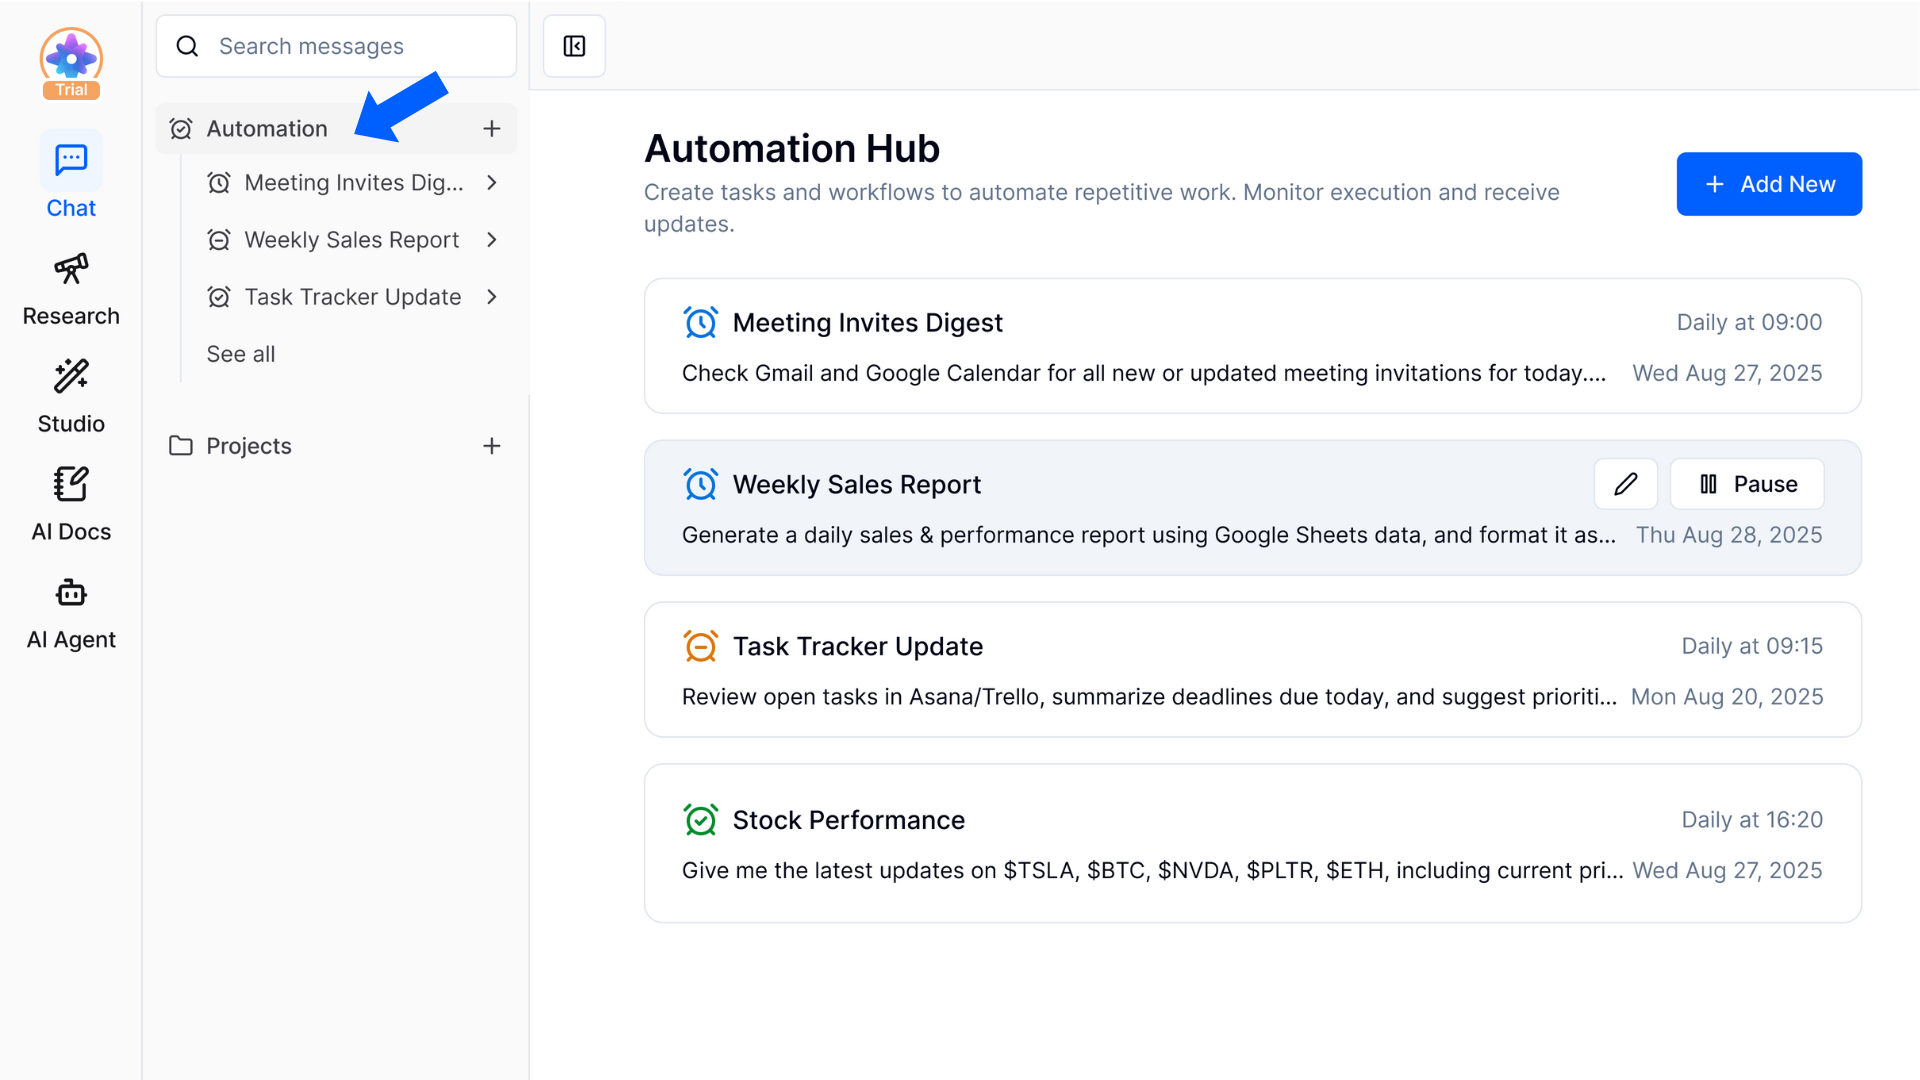 Trial
Chat
Research
Studio
AI Docs
AI Agent
Search messages
Automation
Meeting Invites Dig...
Weekly Sales Report
Task Tracker Update
See all
Projects
Automation Hub
Create tasks and workflows to automate repetitive work. Monitor execution and receive
updates.
Add New
Meeting Invites Digest
Daily at 09:00
Check Gmail and Google Calendar for all new or updated meeting invitations for today....
Wed Aug 27, 2025
Weekly Sales Report
Pause
Generate a daily sales & performance report using Google Sheets data, and format it as...
Thu Aug 28, 2025
Task Tracker Update
Daily at 09:15
Review open tasks in Asana/Trello, summarize deadlines due today, and suggest prioriti...
Mon Aug 20, 2025
Stock Performance
Daily at 16:20
Give me the latest updates on $TSLA, $BTC, $NVDA, $PLTR, $ETH, including current pri...
Wed Aug 27, 2025